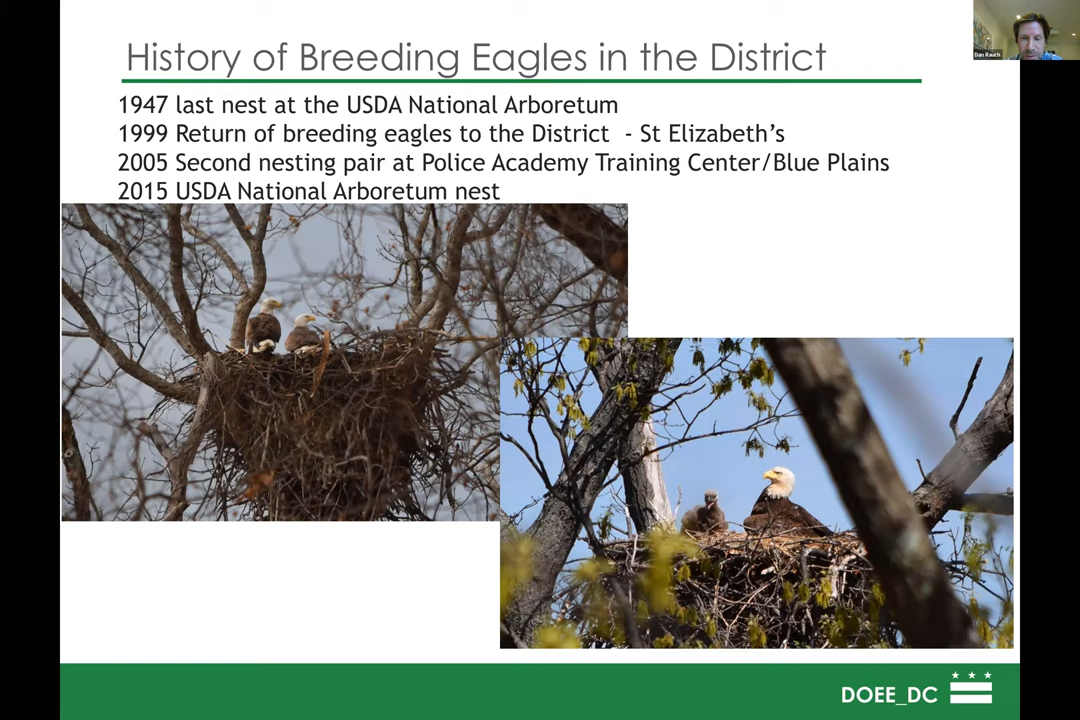 History of Breeding Eagles in the District
Dan Rauch
1947 last nest at the USDA National Arboretum
1999 Return of breeding eagles to the District - St Elizabeth's
2005 Second nesting pair at Police Academy Training Center/Blue Plains
2015 USDA National Arboretum nest
DOEE_DC